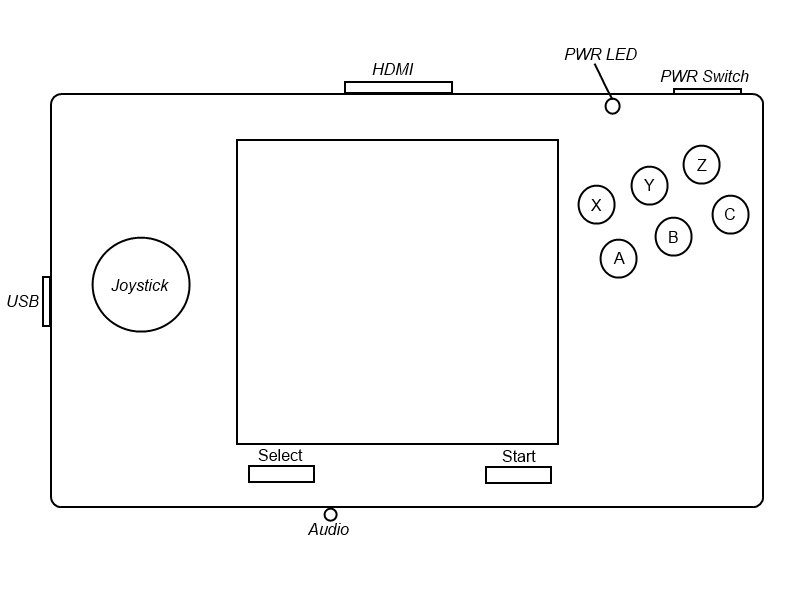 PWR LED
HDMI
PWR Switch
Z
Y
X
C
B
A
Joystick
USB
Select
Start
Audio